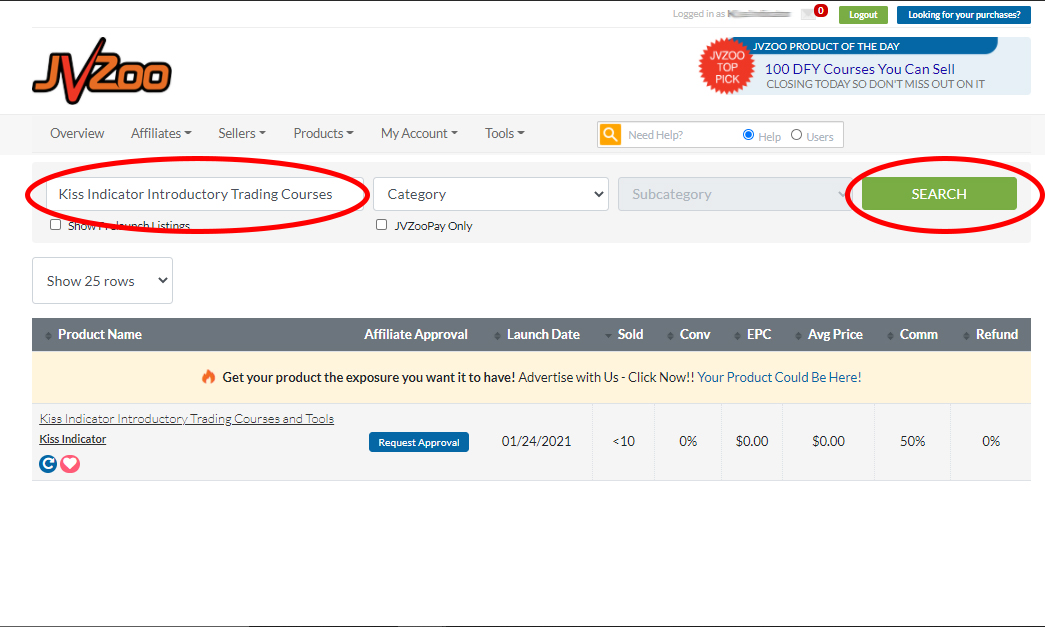 Logged in as
0
Logout
Looking for your purchases?
JVZoo
JVZOO TOP PICK
JVZOO PRODUCT OF THE DAY
100 DFY Courses You Can Sell
CLOSING TODAY SO DON'T MISS OUT ON IT
Overview Affiliates Sellers Products My Account Tools
Need Help? Help Users
Kiss Indicator Introductory Trading Courses Category Subcategory SEARCH
Show Prelaunch Listings JVZooPay Only
Show 25 rows
Product Name Affiliate Approval Launch Date Sold Conv EPC Avg Price Comm Refund
Get your product the exposure you want it to have! Advertise with Us - Click Now!! Your Product Could Be Here!
Kiss Indicator Introductory Trading Courses and Tools
Kiss Indicator
Request Approval 01/24/2021 <10 0% $0.00 $0.00 50% 0%
C